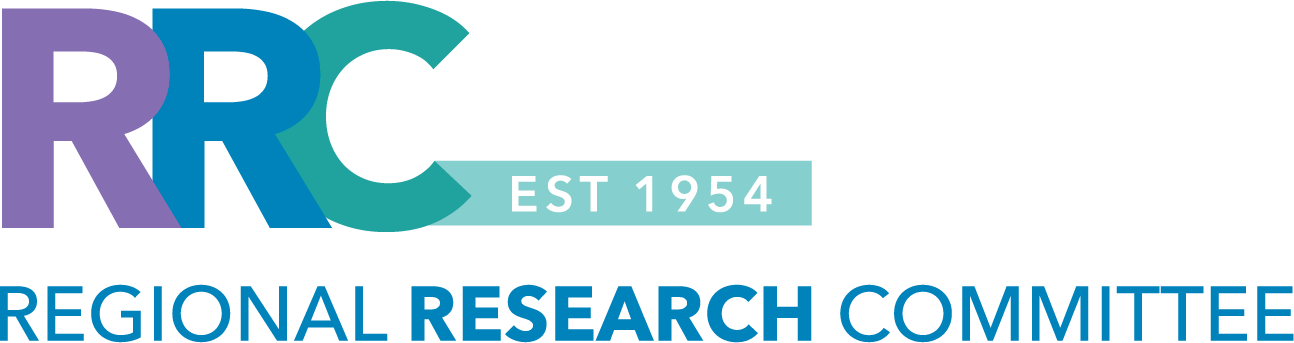 RRC
EST 1954
REGIONAL RESEARCH COMMITTEE